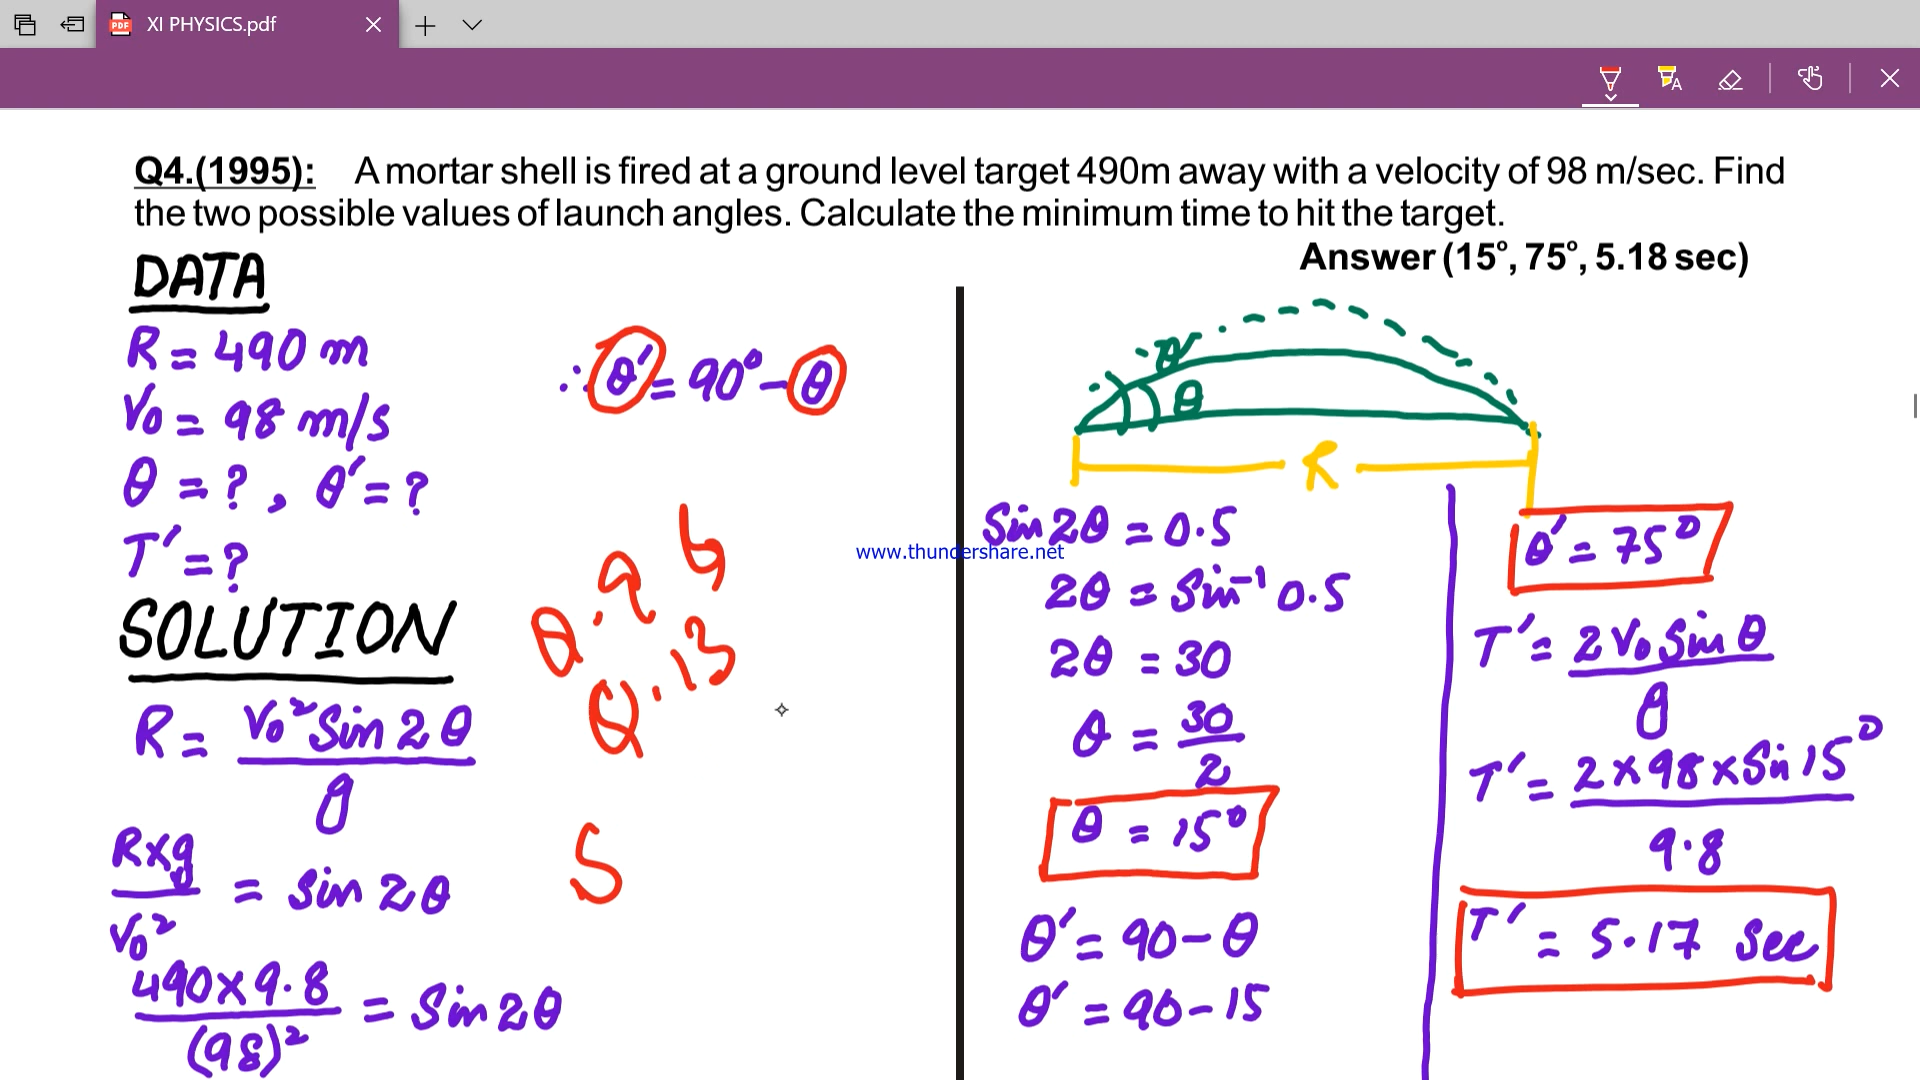 XI PHYSICS.pdf
Q4.(1995): A mortar shell is fired at a ground level target 490m away with a velocity of 98 m/sec. Find
the two possible values of launch angles. Calculate the minimum time to hit the target.
Answer (15°, 75°, 5.18 sec)
DATA
R = 490 m
V₀ = 98 m/s
θ = ? , θ′ = ?
T′ = ?
∴ θ′ = 90° − θ
SOLUTION
R = V₀² Sin 2θ / g
R×g / V₀² = Sin 2θ
490×9.8 / (98)² = Sin 2θ
Q.9
Q.13
S
www.thundershare.net
θ′
θ
R
Sin 2θ = 0.5
2θ = Sin⁻¹ 0.5
2θ = 30
θ = 30 / 2
θ = 15°
θ′ = 90 − θ
θ′ = 90 − 15
θ′ = 75°
T′ = 2 V₀ Sin θ / g
T′ = 2 × 98 × Sin 15° / 9.8
T′ = 5.17 Sec